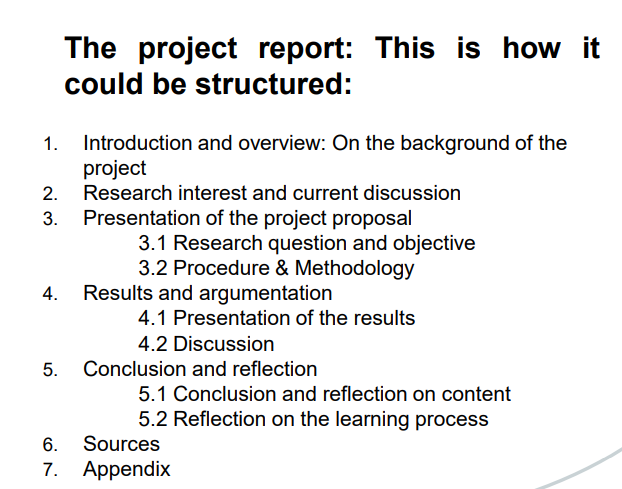 The project report: This is how it
could be structured:
1. Introduction and overview: On the background of the
project
2. Research interest and current discussion
3. Presentation of the project proposal
3.1 Research question and objective
3.2 Procedure & Methodology
4. Results and argumentation
4.1 Presentation of the results
4.2 Discussion
5. Conclusion and reflection
5.1 Conclusion and reflection on content
5.2 Reflection on the learning process
6. Sources
7. Appendix